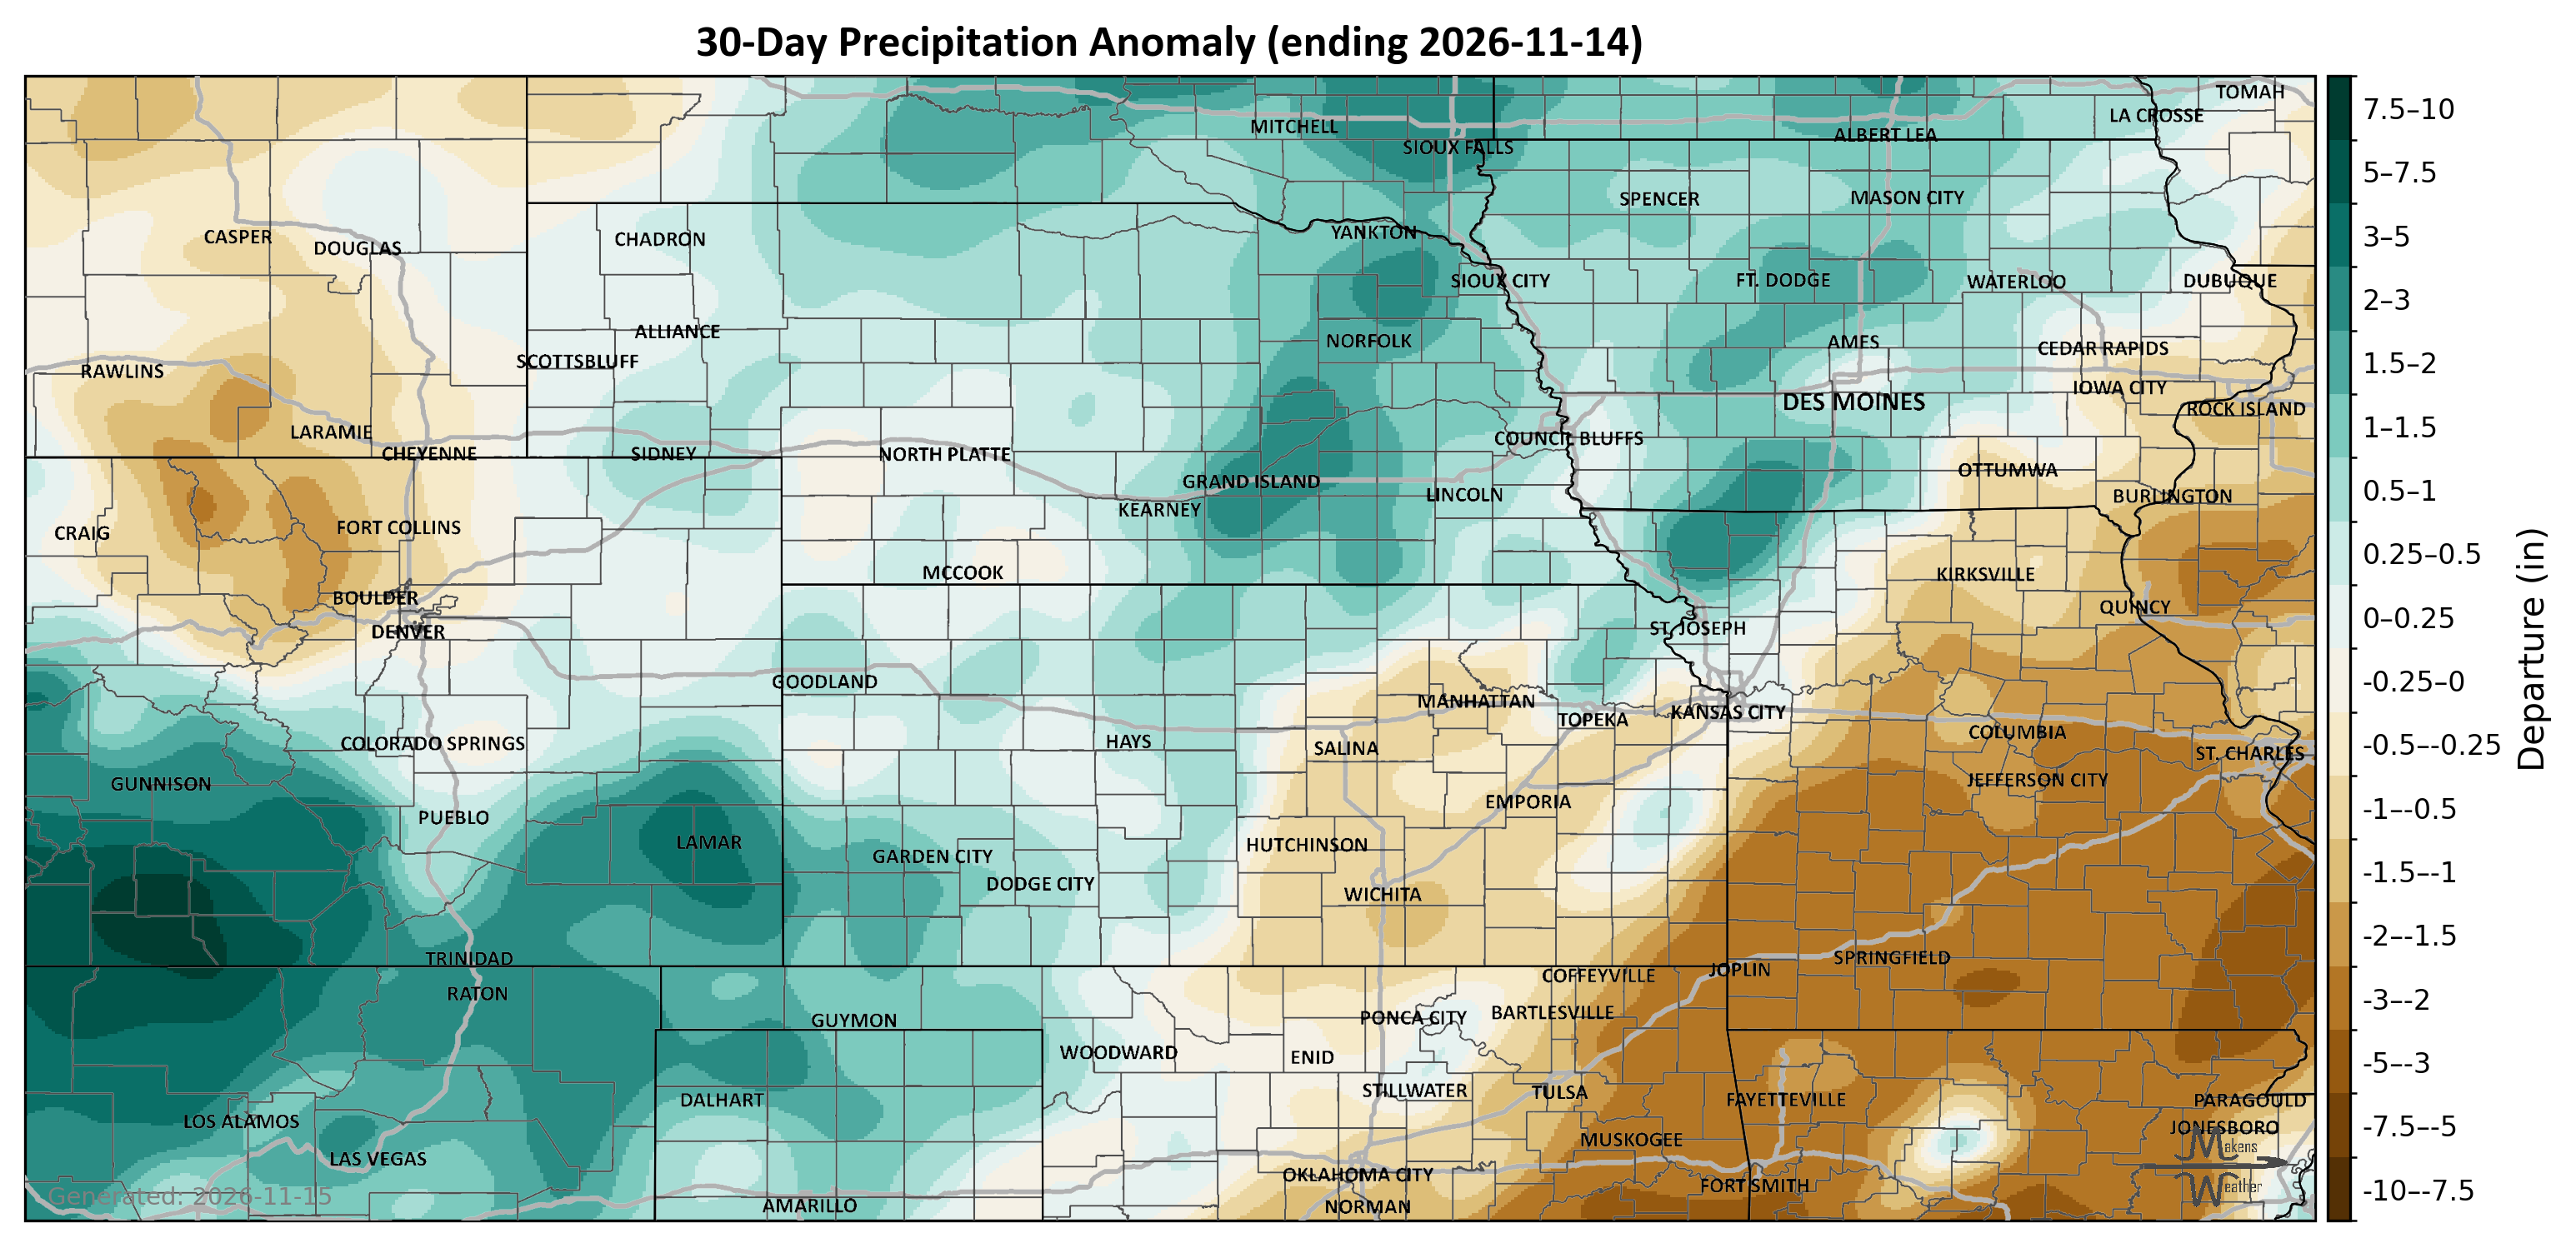 30-Day Precipitation Anomaly (ending 2026-11-14)
TOMAH
LA CROSSE
MITCHELL
ALBERT LEA
SIOUX FALLS
SPENCER
MASON CITY
CASPER
DOUGLAS
CHADRON
YANKTON
SIOUX CITY
FT. DODGE
WATERLOO
DUBUQUE
ALLIANCE
NORFOLK
AMES
CEDAR RAPIDS
SCOTTSBLUFF
RAWLINS
IOWA CITY
DES MOINES
ROCK ISLAND
LARAMIE
COUNCIL BLUFFS
CHEYENNE
SIDNEY
NORTH PLATTE
OTTUMWA
GRAND ISLAND
LINCOLN
BURLINGTON
KEARNEY
CRAIG
FORT COLLINS
MCCOOK
KIRKSVILLE
BOULDER
QUINCY
DENVER
ST. JOSEPH
GOODLAND
MANHATTAN
TOPEKA
KANSAS CITY
COLUMBIA
COLORADO SPRINGS
HAYS
SALINA
ST. CHARLES
GUNNISON
JEFFERSON CITY
EMPORIA
PUEBLO
LAMAR
HUTCHINSON
GARDEN CITY
DODGE CITY
WICHITA
TRINIDAD
SPRINGFIELD
JOPLIN
COFFEYVILLE
RATON
BARTLESVILLE
PONCA CITY
GUYMON
WOODWARD
ENID
STILLWATER
TULSA
DALHART
FAYETTEVILLE
PARAGOULD
LOS ALAMOS
JONESBORO
MUSKOGEE
Makens
LAS VEGAS
OKLAHOMA CITY
FORT SMITH
Weather
Generated: 2026-11-15
AMARILLO
NORMAN
7.5–10
5–7.5
3–5
2–3
1.5–2
1–1.5
0.5–1
0.25–0.5
0–0.25
-0.25–0
-0.5–-0.25
-1–-0.5
-1.5–-1
-2–-1.5
-3–-2
-5–-3
-7.5–-5
-10–-7.5
Departure (in)